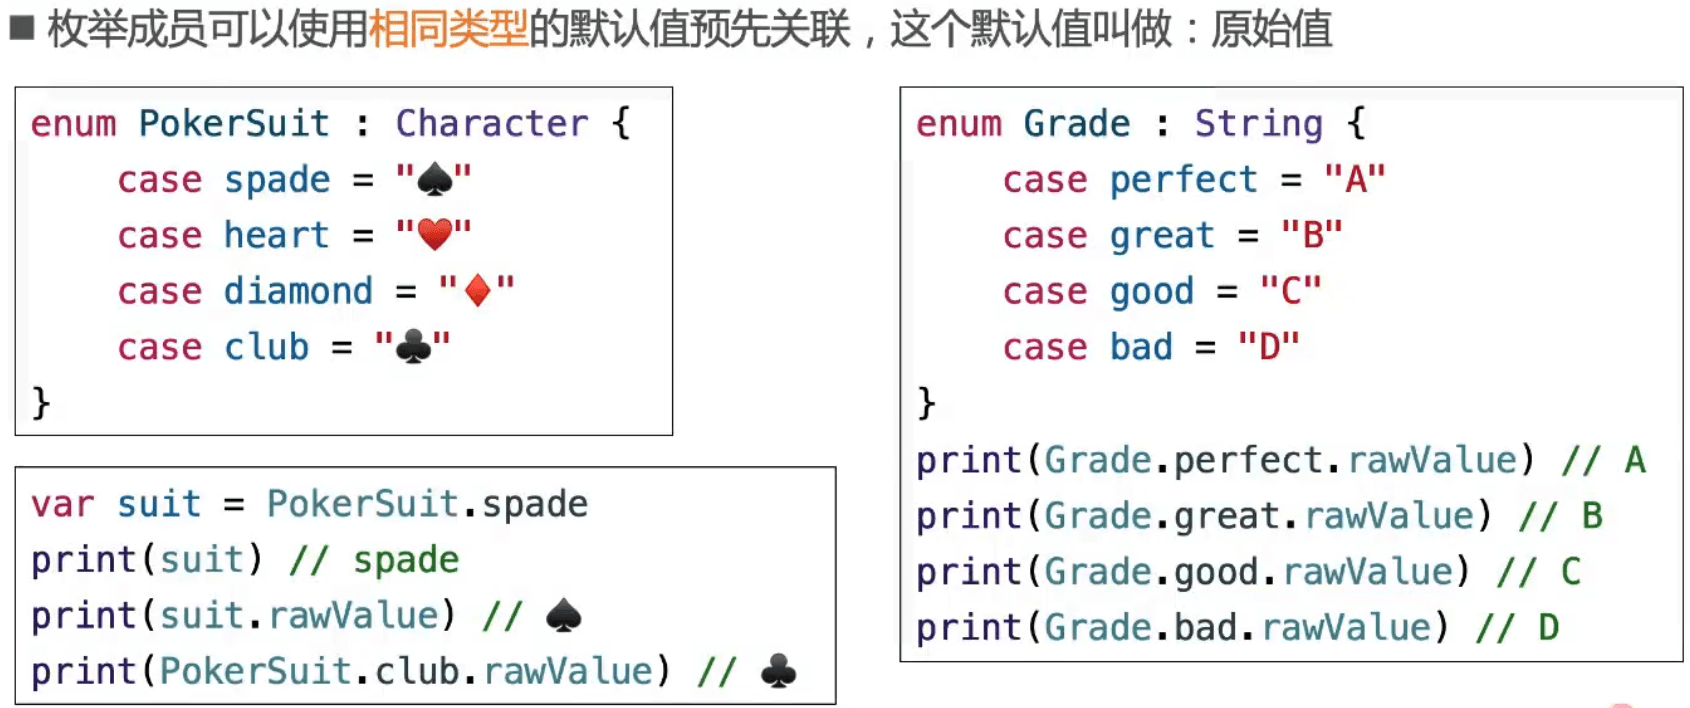 ■ 枚举成员可以使用相同类型的默认值预先关联，这个默认值叫做：原始值
enum PokerSuit : Character {
    case spade = "♠️"
    case heart = "♥️"
    case diamond = "♦️"
    case club = "♣️"
}
var suit = PokerSuit.spade
print(suit) // spade
print(suit.rawValue) // ♠️
print(PokerSuit.club.rawValue) // ♣️
enum Grade : String {
    case perfect = "A"
    case great = "B"
    case good = "C"
    case bad = "D"
}
print(Grade.perfect.rawValue) // A
print(Grade.great.rawValue) // B
print(Grade.good.rawValue) // C
print(Grade.bad.rawValue) // D